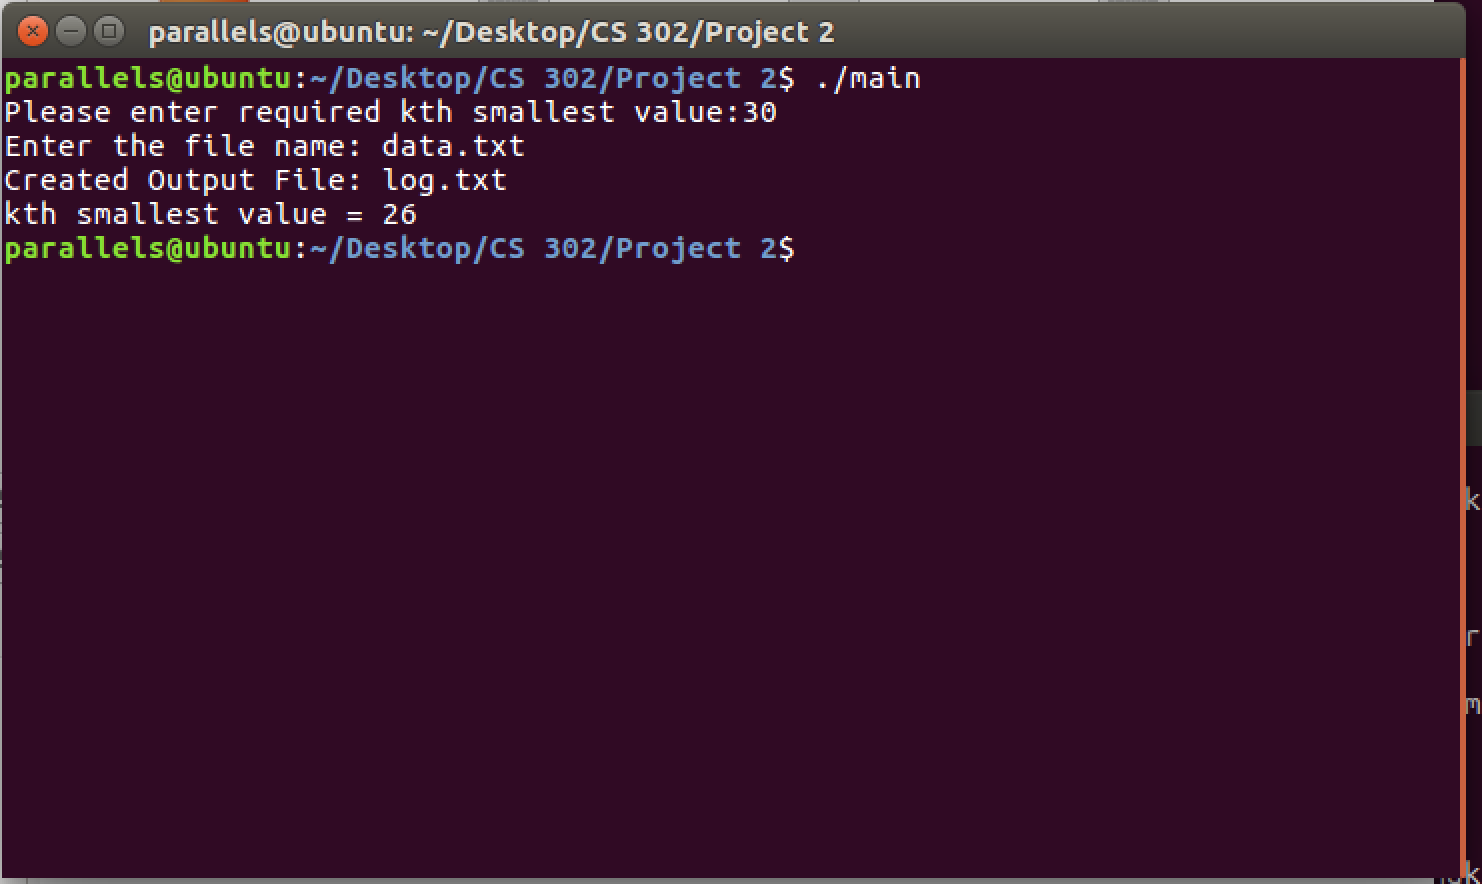 parallels@ubuntu: ~/Desktop/CS 302/Project 2
parallels@ubuntu:~/Desktop/CS 302/Project 2$ ./main
Please enter required kth smallest value:30
Enter the file name: data.txt
Created Output File: log.txt
kth smallest value = 26
parallels@ubuntu:~/Desktop/CS 302/Project 2$
k
r
m